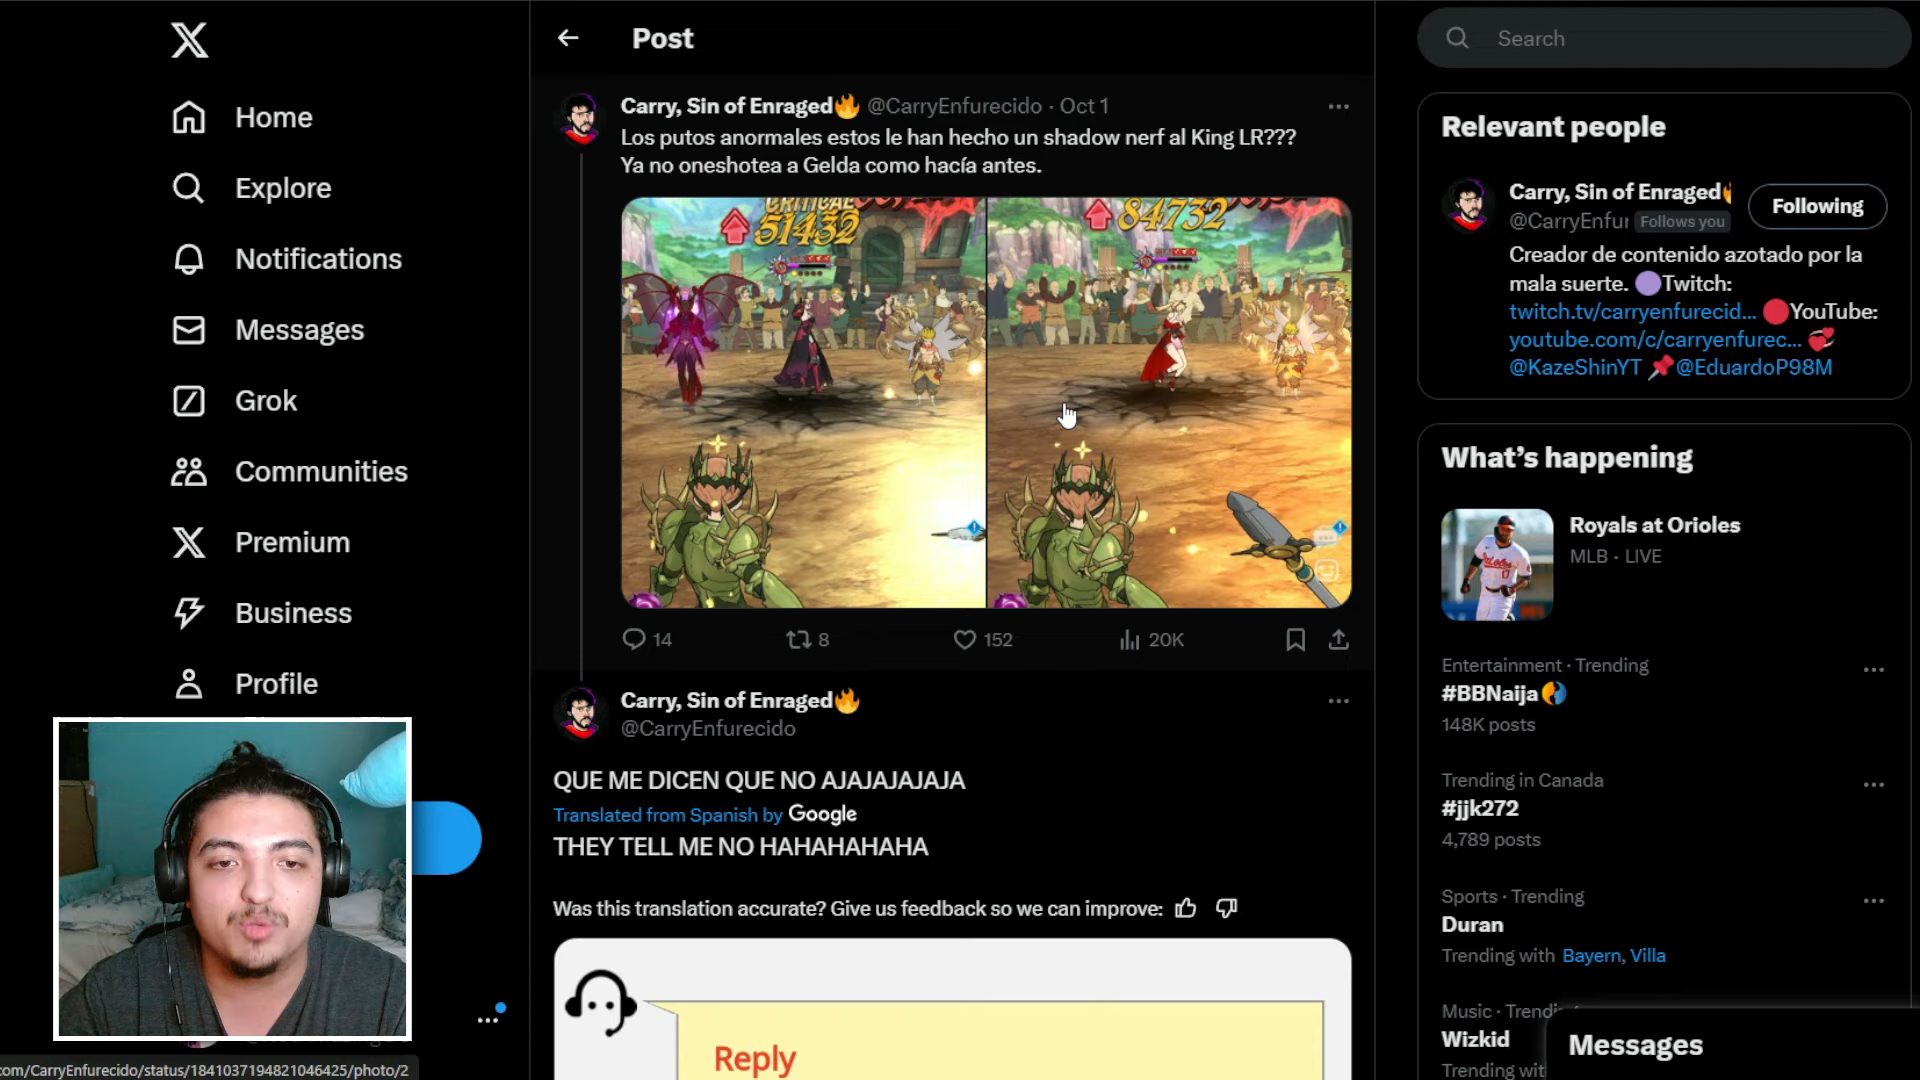 Home
Explore
Notifications
Messages
Grok
Communities
Premium
Business
Profile
com/CarryEnfurecido/status/1841037194821046425/photo/2
Post
Carry, Sin of Enraged🔥 @CarryEnfurecido · Oct 1
Los putos anormales estos le han hecho un shadow nerf al King LR???
Ya no oneshotea a Gelda como hacía antes.
CRITICAL
51432
84732
14
8
152
20K
Carry, Sin of Enraged🔥
@CarryEnfurecido
QUE ME DICEN QUE NO AJAJAJAJAJA
Translated from Spanish by Google
THEY TELL ME NO HAHAHAHAHA
Was this translation accurate? Give us feedback so we can improve:
Reply
Search
Relevant people
Carry, Sin of Enraged
@CarryEnfur Follows you
Following
Creador de contenido azotado por la
mala suerte. 🟣Twitch:
twitch.tv/carryenfurecid... 🔴YouTube:
youtube.com/c/carryenfurec... 💞
@KazeShinYT 📌@EduardoP98M
What's happening
Royals at Orioles
MLB · LIVE
Entertainment · Trending
#BBNaija
148K posts
Trending in Canada
#jjk272
4,789 posts
Sports · Trending
Duran
Trending with Bayern, Villa
Music · Trendi
Wizkid
Trending wit
Messages